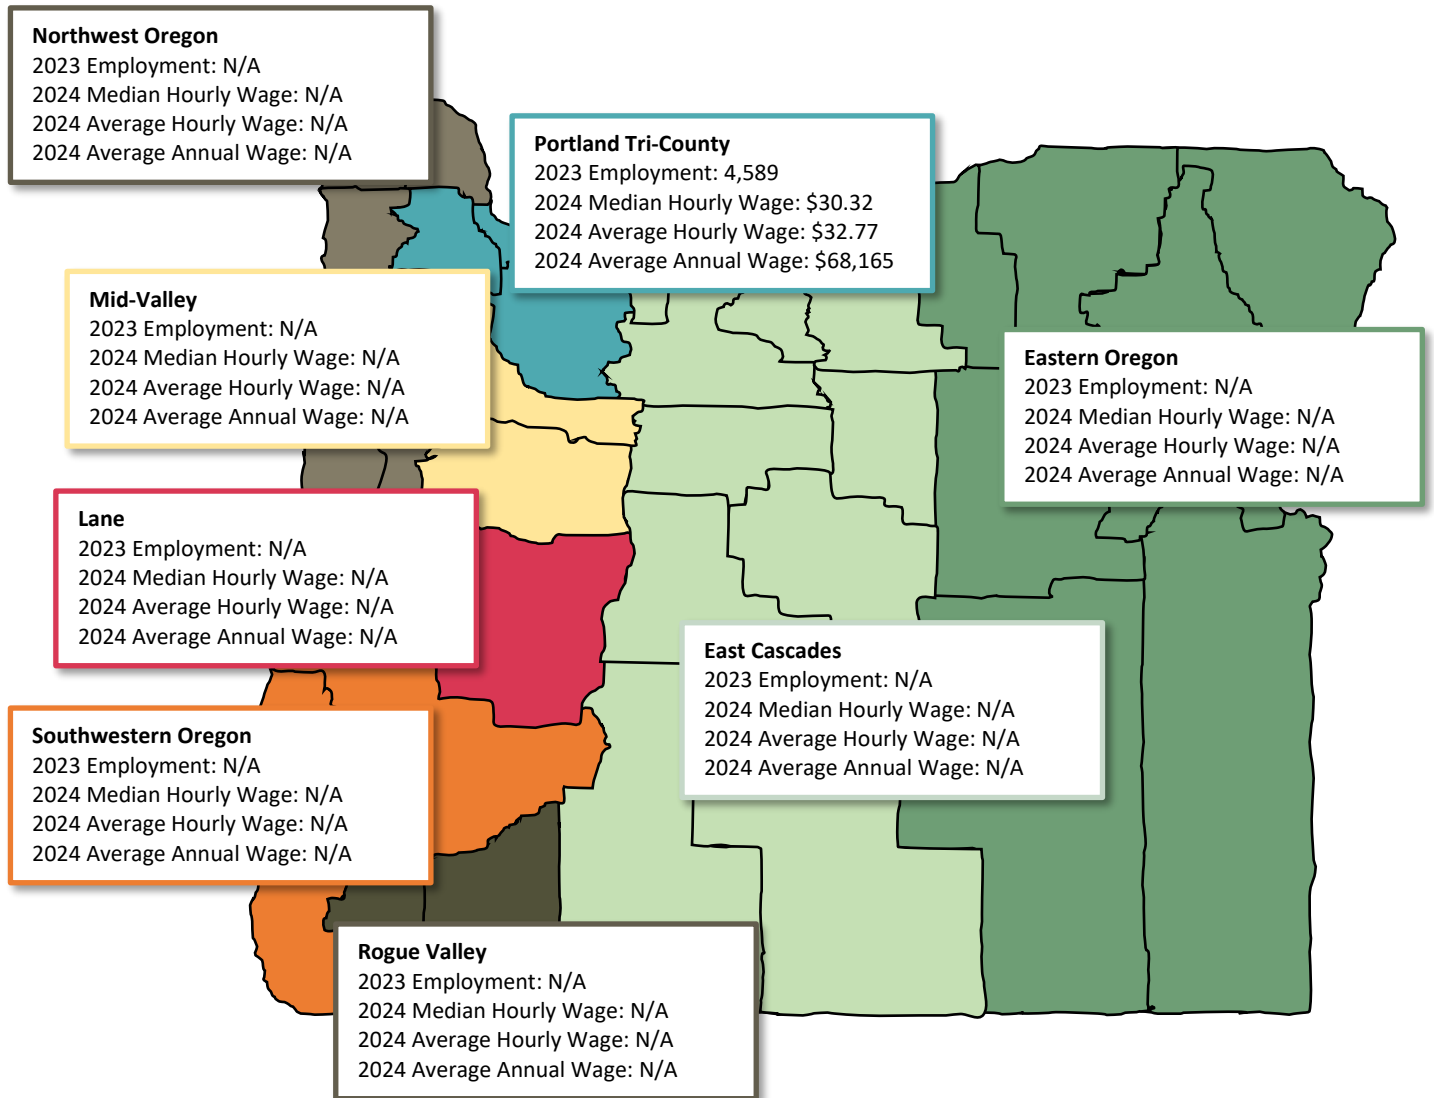 Northwest Oregon
2023 Employment: N/A
2024 Median Hourly Wage: N/A
2024 Average Hourly Wage: N/A
2024 Average Annual Wage: N/A
Portland Tri-County
2023 Employment: 4,589
2024 Median Hourly Wage: $30.32
2024 Average Hourly Wage: $32.77
2024 Average Annual Wage: $68,165
Mid-Valley
2023 Employment: N/A
2024 Median Hourly Wage: N/A
2024 Average Hourly Wage: N/A
2024 Average Annual Wage: N/A
Eastern Oregon
2023 Employment: N/A
2024 Median Hourly Wage: N/A
2024 Average Hourly Wage: N/A
2024 Average Annual Wage: N/A
Lane
2023 Employment: N/A
2024 Median Hourly Wage: N/A
2024 Average Hourly Wage: N/A
2024 Average Annual Wage: N/A
East Cascades
2023 Employment: N/A
2024 Median Hourly Wage: N/A
2024 Average Hourly Wage: N/A
2024 Average Annual Wage: N/A
Southwestern Oregon
2023 Employment: N/A
2024 Median Hourly Wage: N/A
2024 Average Hourly Wage: N/A
2024 Average Annual Wage: N/A
Rogue Valley
2023 Employment: N/A
2024 Median Hourly Wage: N/A
2024 Average Hourly Wage: N/A
2024 Average Annual Wage: N/A